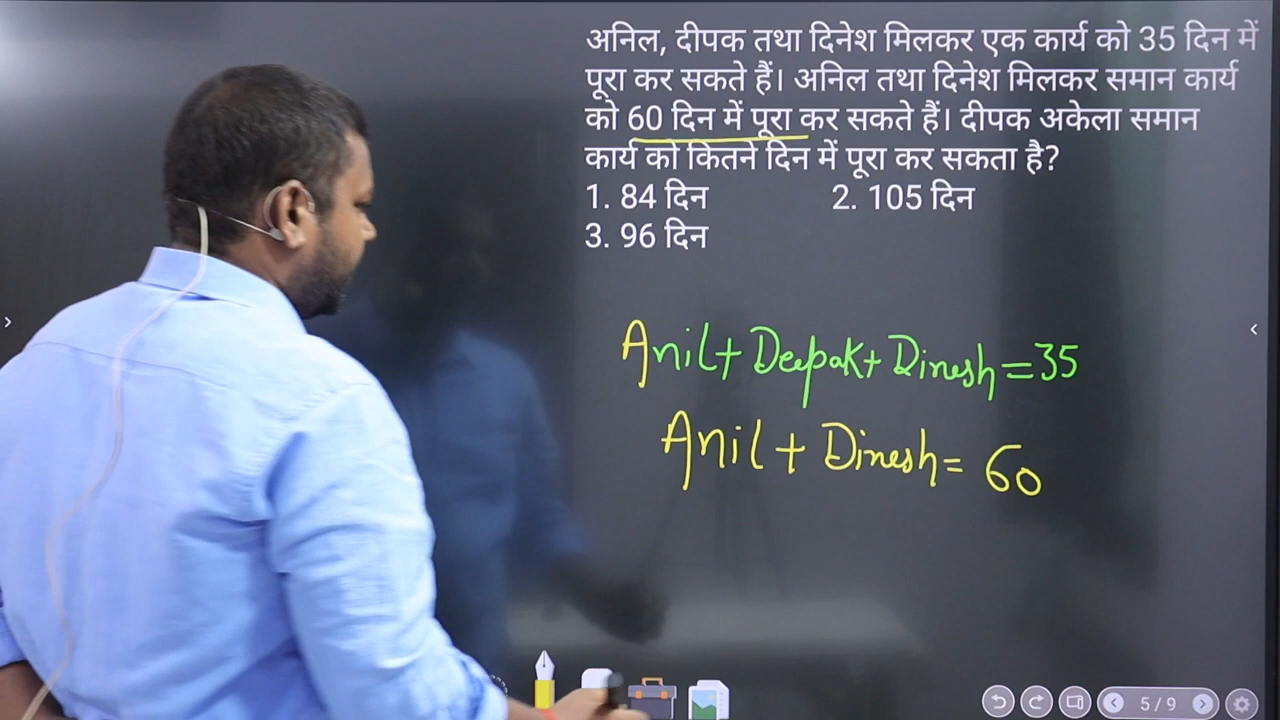 अनिल, दीपक तथा दिनेश मिलकर एक कार्य को 35 दिन में
पूरा कर सकते हैं। अनिल तथा दिनेश मिलकर समान कार्य
को 60 दिन में पूरा कर सकते हैं। दीपक अकेला समान
कार्य को कितने दिन में पूरा कर सकता है?
1. 84 दिन 2. 105 दिन
3. 96 दिन
Anil + Deepak + Dinesh = 35
Anil + Dinesh = 60
5 / 9